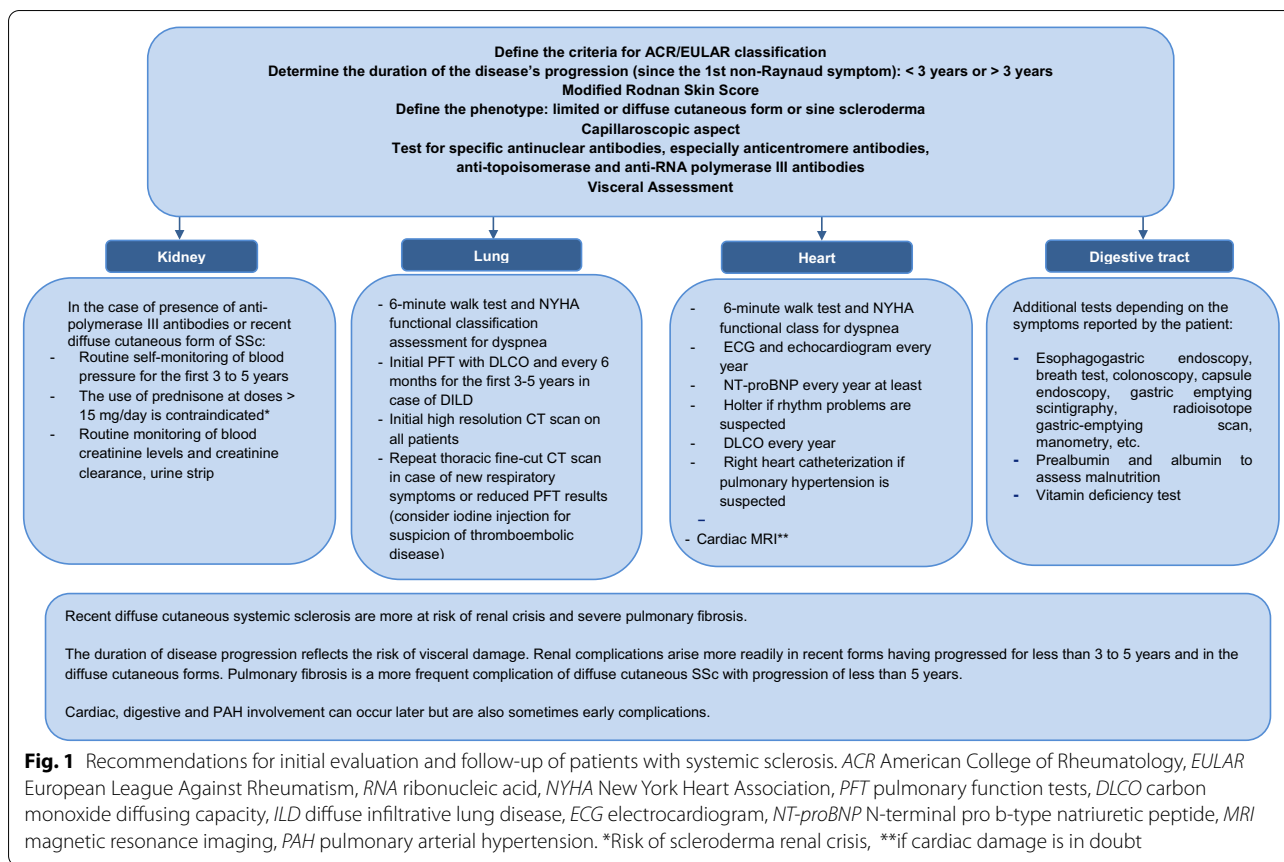 Define the criteria for ACR/EULAR classification
Determine the duration of the disease's progression (since the 1st non-Raynaud symptom): < 3 years or > 3 years
Modified Rodnan Skin Score
Define the phenotype: limited or diffuse cutaneous form or sine scleroderma
Capillaroscopic aspect
Test for specific antinuclear antibodies, especially anticentromere antibodies,
anti-topoisomerase and anti-RNA polymerase III antibodies
Visceral Assessment
Kidney
In the case of presence of anti-
polymerase III antibodies or recent
diffuse cutaneous form of SSc:
- Routine self-monitoring of blood
pressure for the first 3 to 5 years
- The use of prednisone at doses >
15 mg/day is contraindicated*
- Routine monitoring of blood
creatinine levels and creatinine
clearance, urine strip
Lung
- 6-minute walk test and NYHA
functional classification
assessment for dyspnea
- Initial PFT with DLCO and every 6
months for the first 3-5 years in
case of DILD
- Initial high resolution CT scan on
all patients
- Repeat thoracic fine-cut CT scan
in case of new respiratory
symptoms or reduced PFT results
(consider iodine injection for
suspicion of thromboembolic
disease)
Heart
- 6-minute walk test and NYHA
functional class for dyspnea
- ECG and echocardiogram every
year
- NT-proBNP every year at least
- Holter if rhythm problems are
suspected
- DLCO every year
- Right heart catheterization if
pulmonary hypertension is
suspected
–
- Cardiac MRI**
Digestive tract
Additional tests depending on the
symptoms reported by the patient:
- Esophagogastric endoscopy,
breath test, colonoscopy, capsule
endoscopy, gastric emptying
scintigraphy, radioisotope
gastric-emptying scan,
manometry, etc.
- Prealbumin and albumin to
assess malnutrition
- Vitamin deficiency test
Recent diffuse cutaneous systemic sclerosis are more at risk of renal crisis and severe pulmonary fibrosis.
The duration of disease progression reflects the risk of visceral damage. Renal complications arise more readily in recent forms having progressed for less than 3 to 5 years and in the
diffuse cutaneous forms. Pulmonary fibrosis is a more frequent complication of diffuse cutaneous SSc with progression of less than 5 years.
Cardiac, digestive and PAH involvement can occur later but are also sometimes early complications.
Fig. 1 Recommendations for initial evaluation and follow-up of patients with systemic sclerosis. ACR American College of Rheumatology, EULAR
European League Against Rheumatism, RNA ribonucleic acid, NYHA New York Heart Association, PFT pulmonary function tests, DLCO carbon
monoxide diffusing capacity, ILD diffuse infiltrative lung disease, ECG electrocardiogram, NT-proBNP N-terminal pro b-type natriuretic peptide, MRI
magnetic resonance imaging, PAH pulmonary arterial hypertension. *Risk of scleroderma renal crisis, **if cardiac damage is in doubt